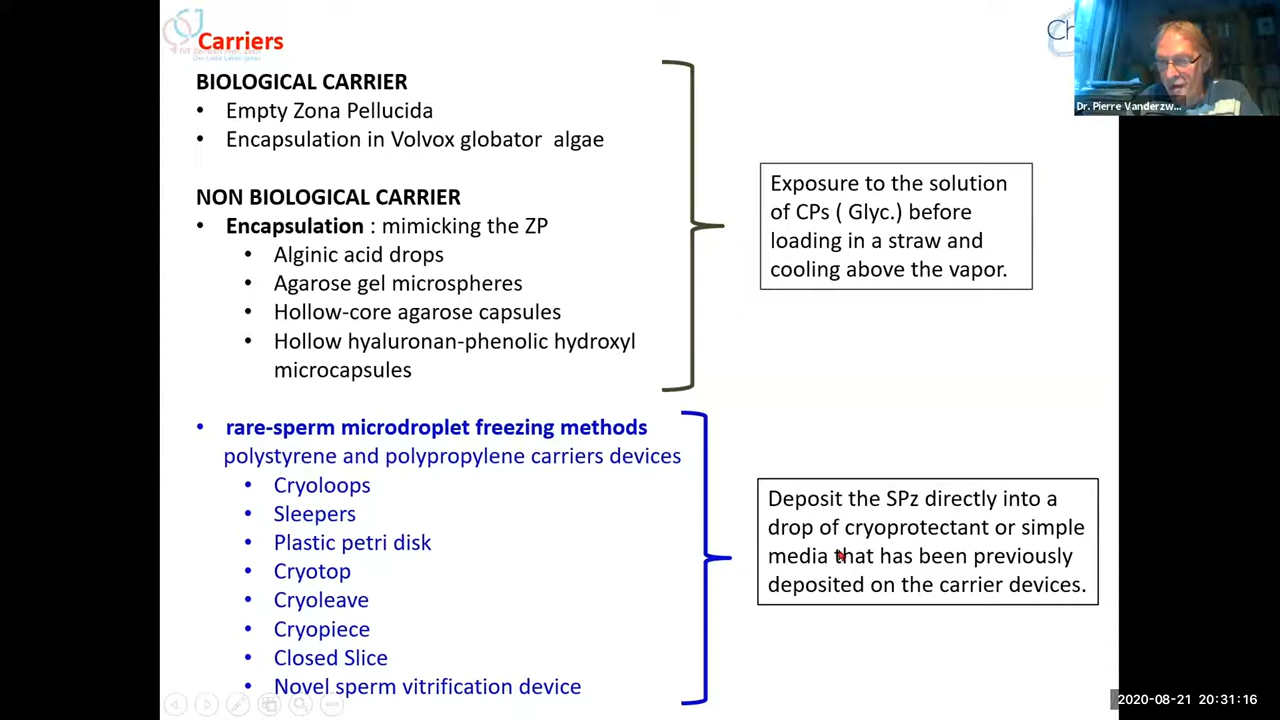 Carriers
BIOLOGICAL CARRIER
• Empty Zona Pellucida
• Encapsulation in Volvox globator algae
NON BIOLOGICAL CARRIER
• Encapsulation : mimicking the ZP
• Alginic acid drops
• Agarose gel microspheres
• Hollow-core agarose capsules
• Hollow hyaluronan-phenolic hydroxyl
microcapsules
Exposure to the solution
of CPs ( Glyc.) before
loading in a straw and
cooling above the vapor.
• rare-sperm microdroplet freezing methods
polystyrene and polypropylene carriers devices
• Cryoloops
• Sleepers
• Plastic petri disk
• Cryotop
• Cryoleave
• Cryopiece
• Closed Slice
• Novel sperm vitrification device
Deposit the SPz directly into a
drop of cryoprotectant or simple
media that has been previously
deposited on the carrier devices.
Ch
Dr. Pierre Vanderzw...
2020-08-21 20:31:16